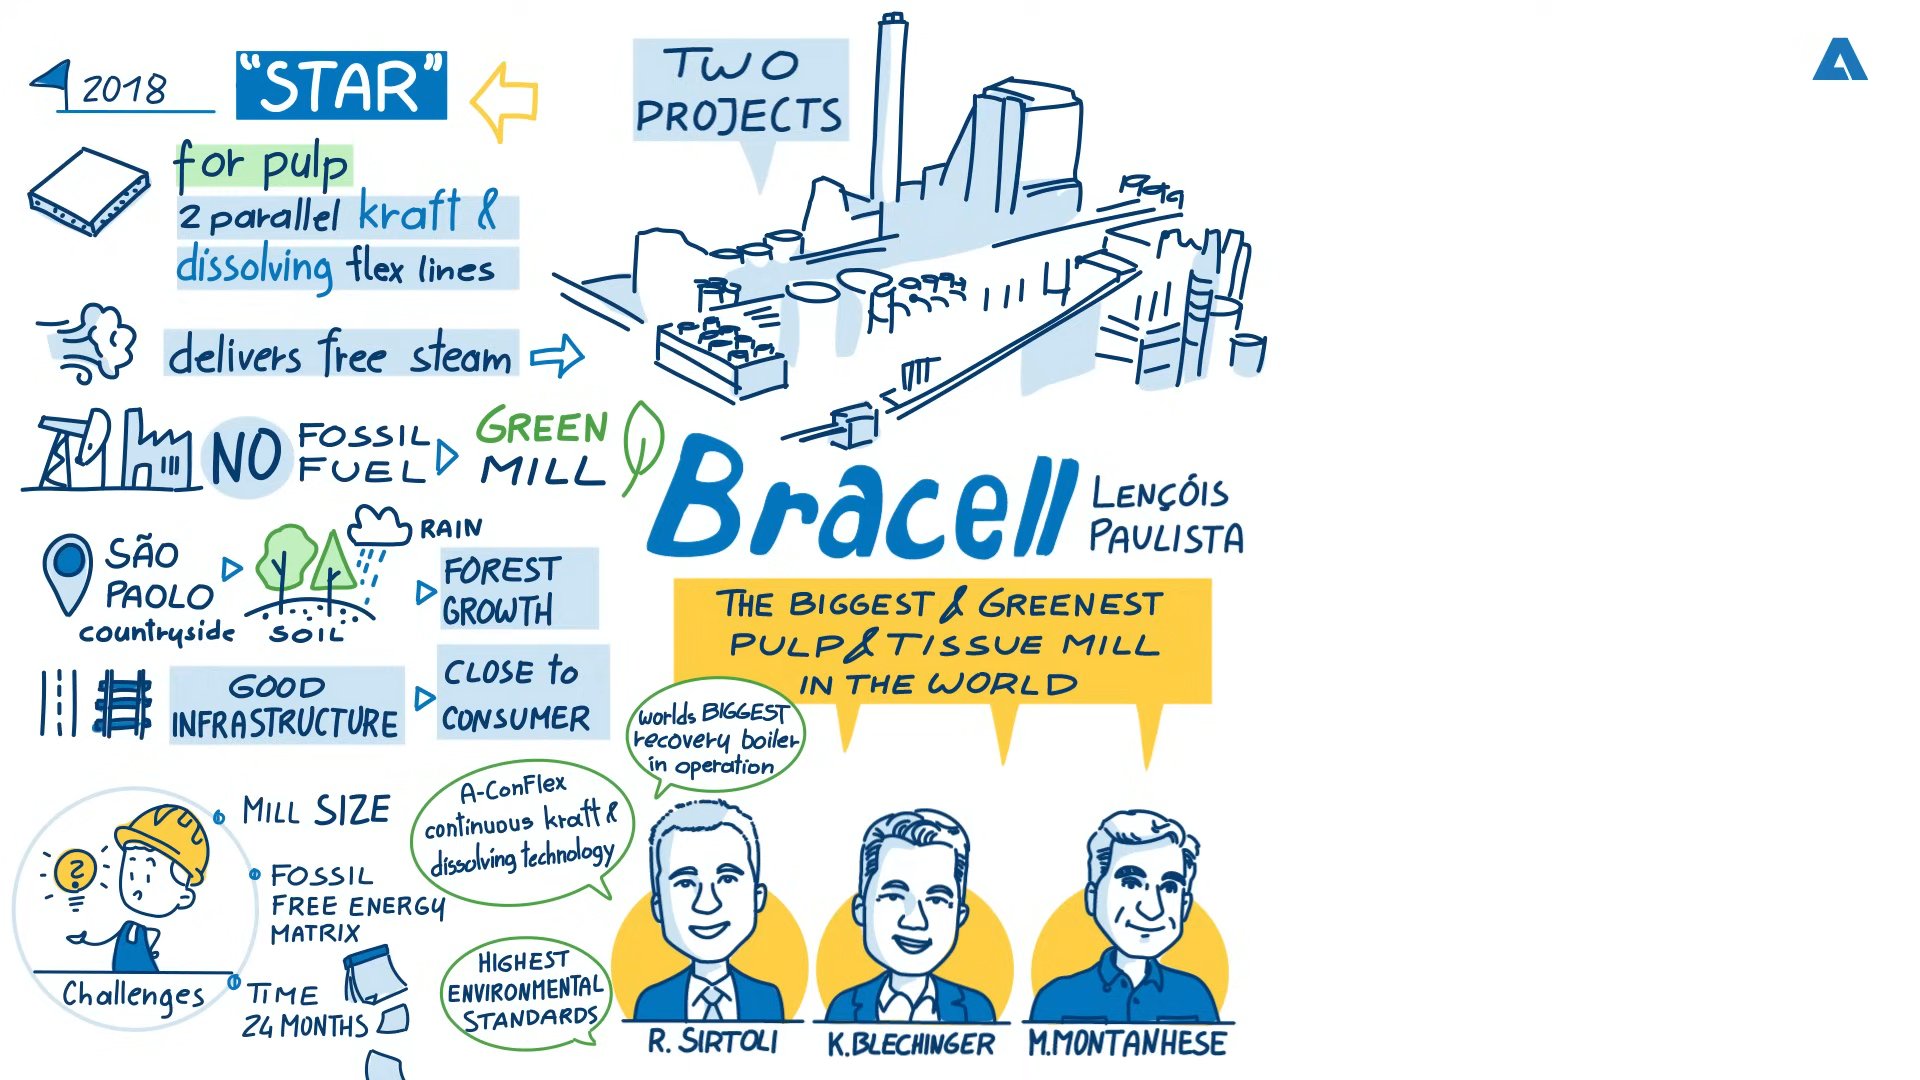 2018
"STAR"
for pulp
2 parallel kraft &
dissolving flex lines
delivers free steam
NO
FOSSIL
FUEL
GREEN
MILL
SÃO
PAOLO
countryside
RAIN
SOIL
FOREST
GROWTH
GOOD
INFRASTRUCTURE
CLOSE to
CONSUMER
Challenges
?
MILL SIZE
FOSSIL
FREE ENERGY
MATRIX
TIME
24 MONTHS
TWO
PROJECTS
Bracell
LENÇÓIS
PAULISTA
THE BIGGEST & GREENEST
PULP & TISSUE MILL
IN THE WORLD
worlds BIGGEST
recovery boiler
in operation
A-ConFlex
continuous kraft &
dissolving technology
HIGHEST
ENVIRONMENTAL
STANDARDS
R. SIRTOLI
K. BLECHINGER
M. MONTANHESE